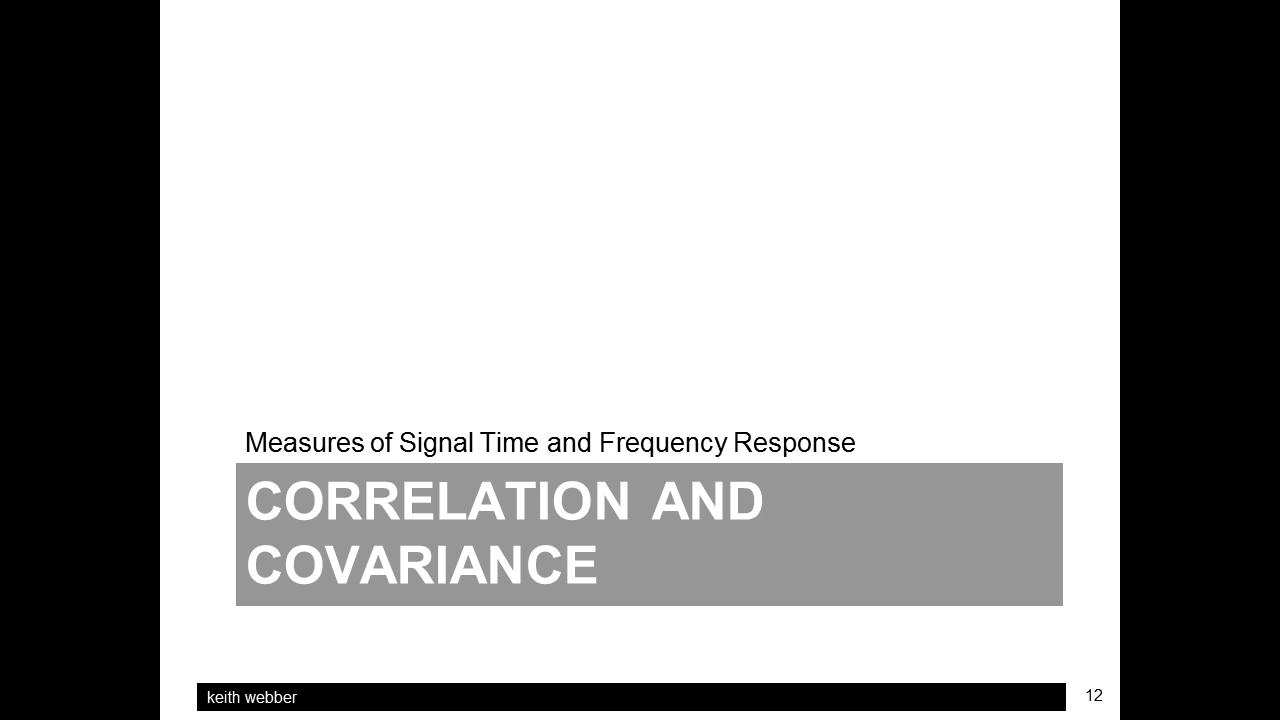 Measures of Signal Time and Frequency Response
CORRELATION AND
COVARIANCE
keith webber
12